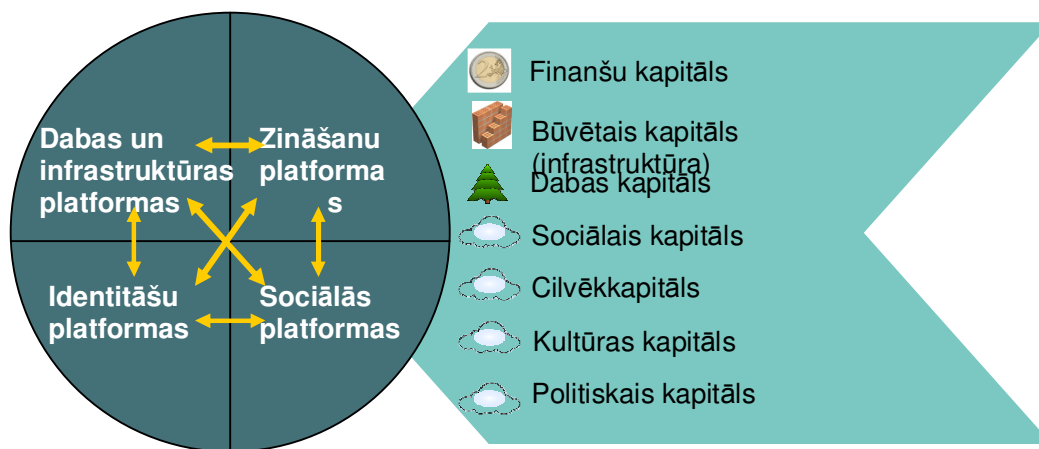 Dabas un
infrastruktūras
platformas
Zināšanu
platforma
s
Identitāšu
platformas
Sociālās
platformas
Finanšu kapitāls
Būvētais kapitāls
(infrastruktūra)
Dabas kapitāls
Sociālais kapitāls
Cilvēkkapitāls
Kultūras kapitāls
Politiskais kapitāls